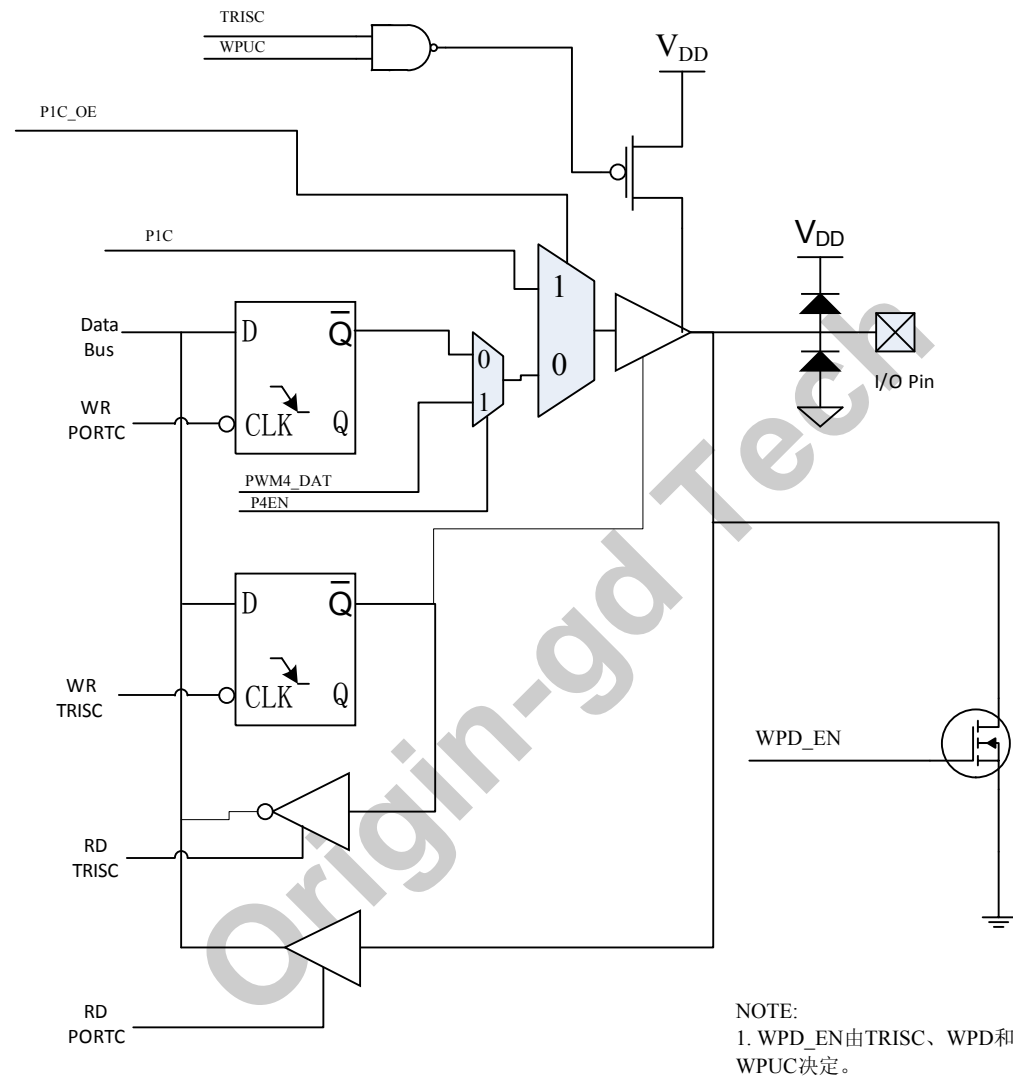 TRISC
WPUC
VDD
P1C_OE
P1C
VDD
Data
Bus
D
Q
1
0
0
1
I/O Pin
WR
PORTC
CLK
Q
PWM4_DAT
P4EN
D
Q
WR
TRISC
CLK
Q
WPD_EN
RD
TRISC
RD
PORTC
NOTE:
1. WPD_EN由TRISC、WPD和
WPUC决定。
Origin-gd Tech